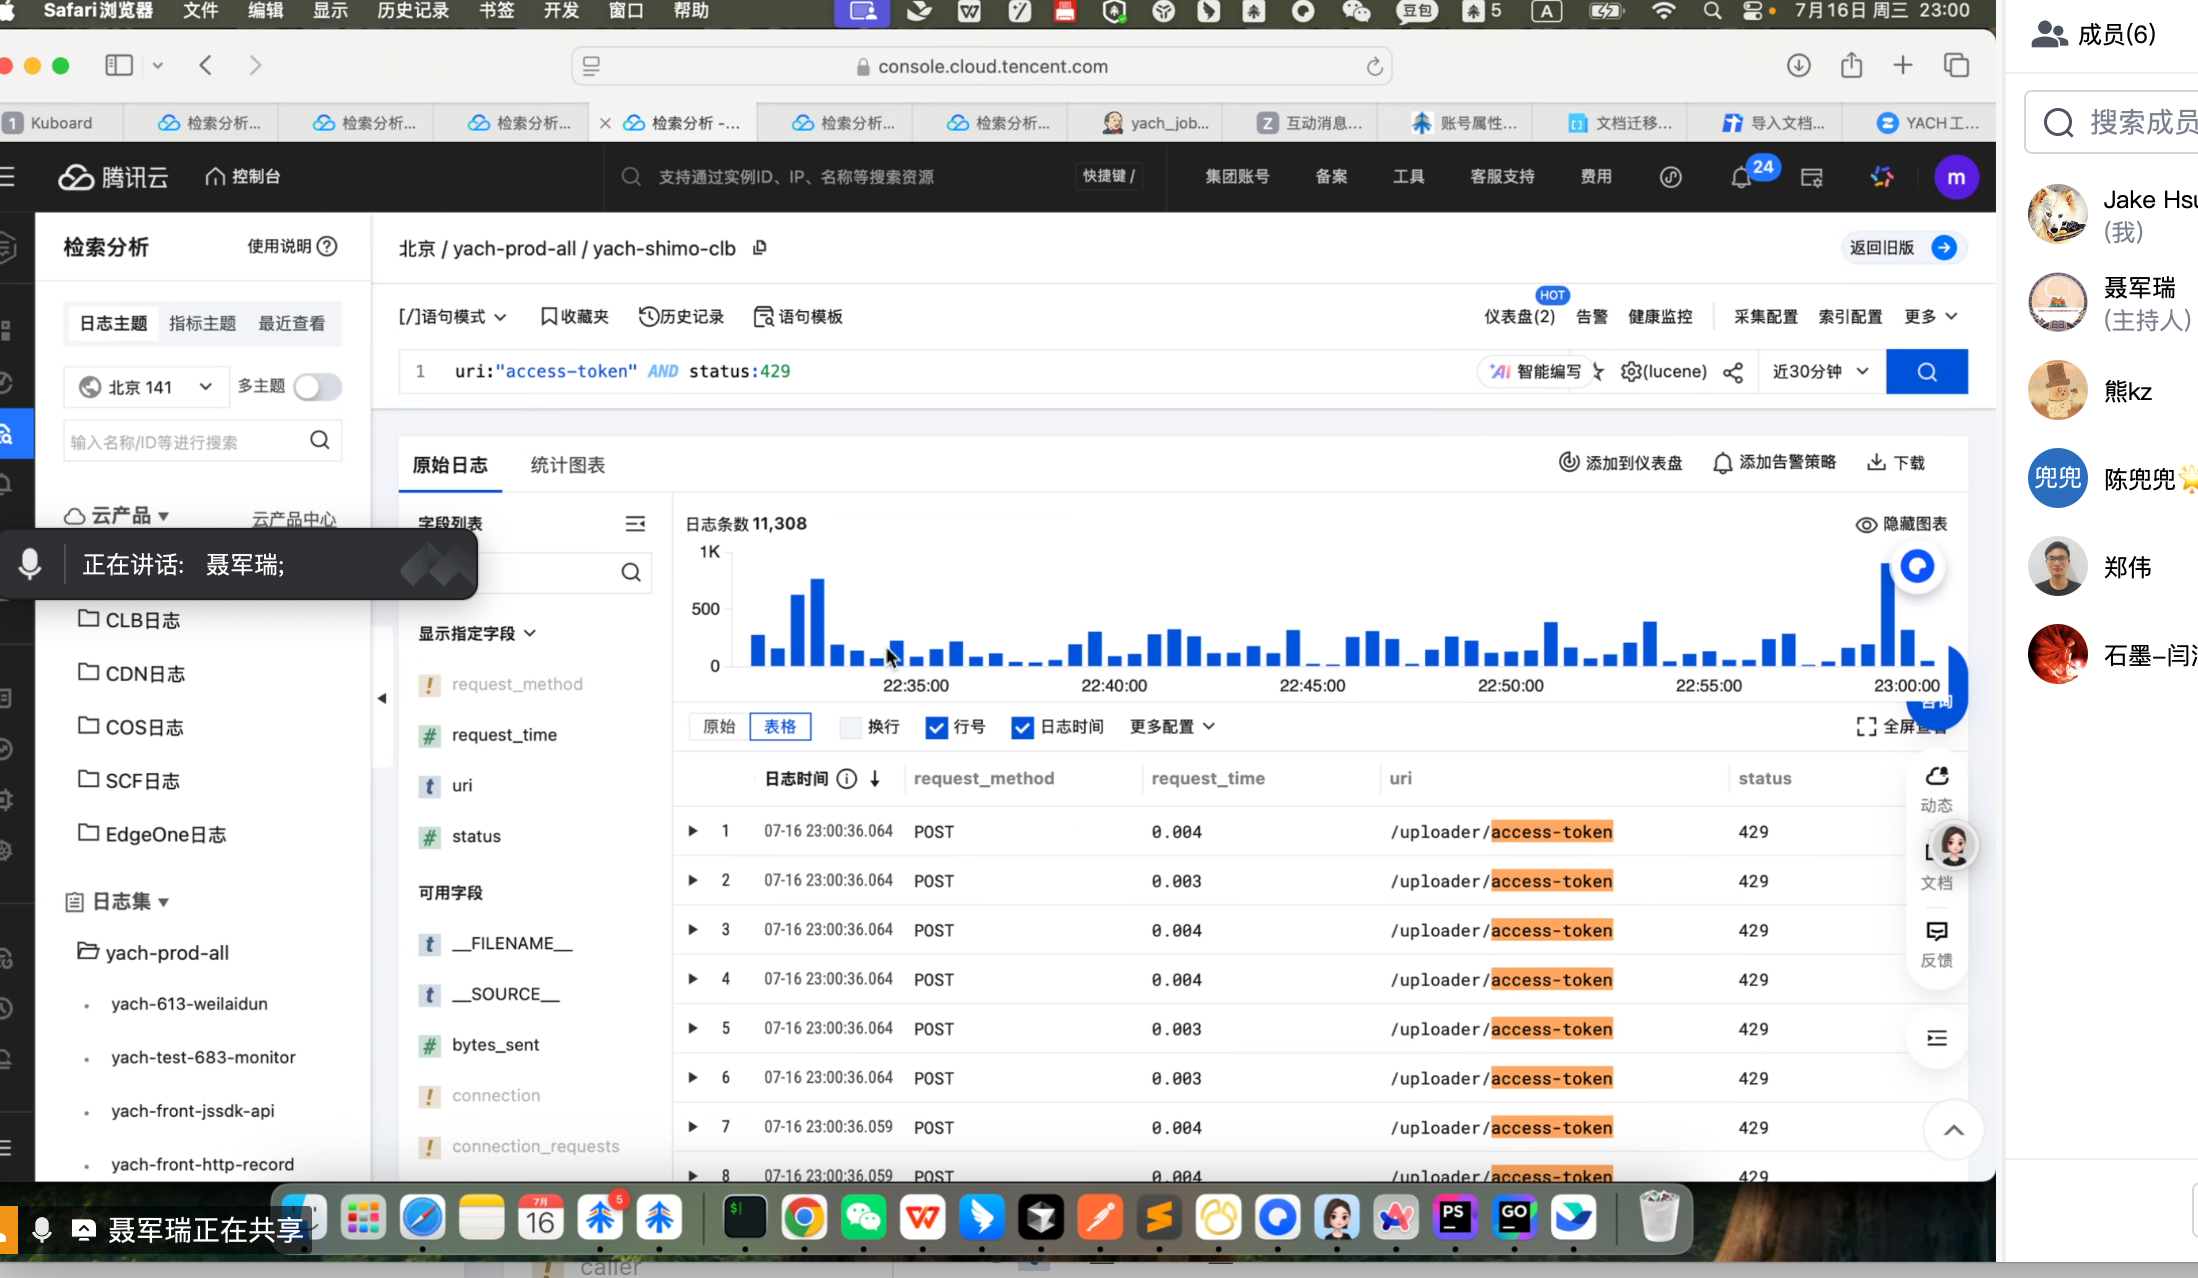 Safari浏览器 文件 编辑 显示 历史记录 书签 开发 窗口 帮助 豆包 5 A 7月16日 周三 23:00
console.cloud.tencent.com
1 Kuboard 检索分析... 检索分析... 检索分析... 检索分析 -... 检索分析... 检索分析... yach_job... Z 互动消息... 账号属性... 文档迁移... 导入文档... YACH 工...
腾讯云 控制台 支持通过实例ID、IP、名称等搜索资源 快捷键 / 集团账号 备案 工具 客服支持 费用 24 m
检索分析 使用说明
北京 / yach-prod-all / yach-shimo-clb 返回旧版
日志主题 指标主题 最近查看
[/]语句模式 收藏夹 历史记录 语句模板 HOT 仪表盘(2) 告警 健康监控 采集配置 索引配置 更多
1 uri:"access-token" AND status:429 AI 智能编写 (lucene) 近30分钟
北京 141 多主题
输入名称/ID等进行搜索
原始日志 统计图表 添加到仪表盘 添加告警策略 下载
云产品 云产品中心
字段列表
日志条数 11,308 隐藏图表
正在讲话: 聂军瑞;
CLB日志
CDN日志
COS日志
SCF日志
EdgeOne日志
日志集
yach-prod-all
yach-613-weilaidun
yach-test-683-monitor
yach-front-jssdk-api
yach-front-http-record
显示指定字段
! request_method
# request_time
t uri
# status
可用字段
t __FILENAME__
t __SOURCE__
# bytes_sent
! connection
! connection_requests
1K
500
0
22:35:00 22:40:00 22:45:00 22:50:00 22:55:00 23:00:00
原始 表格 换行 行号 日志时间 更多配置 全屏查看
日志时间 request_method request_time uri status
1 07-16 23:00:36.064 POST 0.004 /uploader/access-token 429
2 07-16 23:00:36.064 POST 0.003 /uploader/access-token 429
3 07-16 23:00:36.064 POST 0.004 /uploader/access-token 429
4 07-16 23:00:36.064 POST 0.004 /uploader/access-token 429
5 07-16 23:00:36.064 POST 0.003 /uploader/access-token 429
6 07-16 23:00:36.064 POST 0.003 /uploader/access-token 429
7 07-16 23:00:36.059 POST 0.004 /uploader/access-token 429
8 07-16 23:00:36.059 POST 0.004 /uploader/access-token 429
咨询
动态
文档
反馈
7月
16
5
$
PS
GO
聂军瑞正在共享
! caller
成员(6)
搜索成员
Jake Hsu
(我)
聂军瑞
(主持人)
熊kz
兜兜
陈兜兜
郑伟
石墨-闫